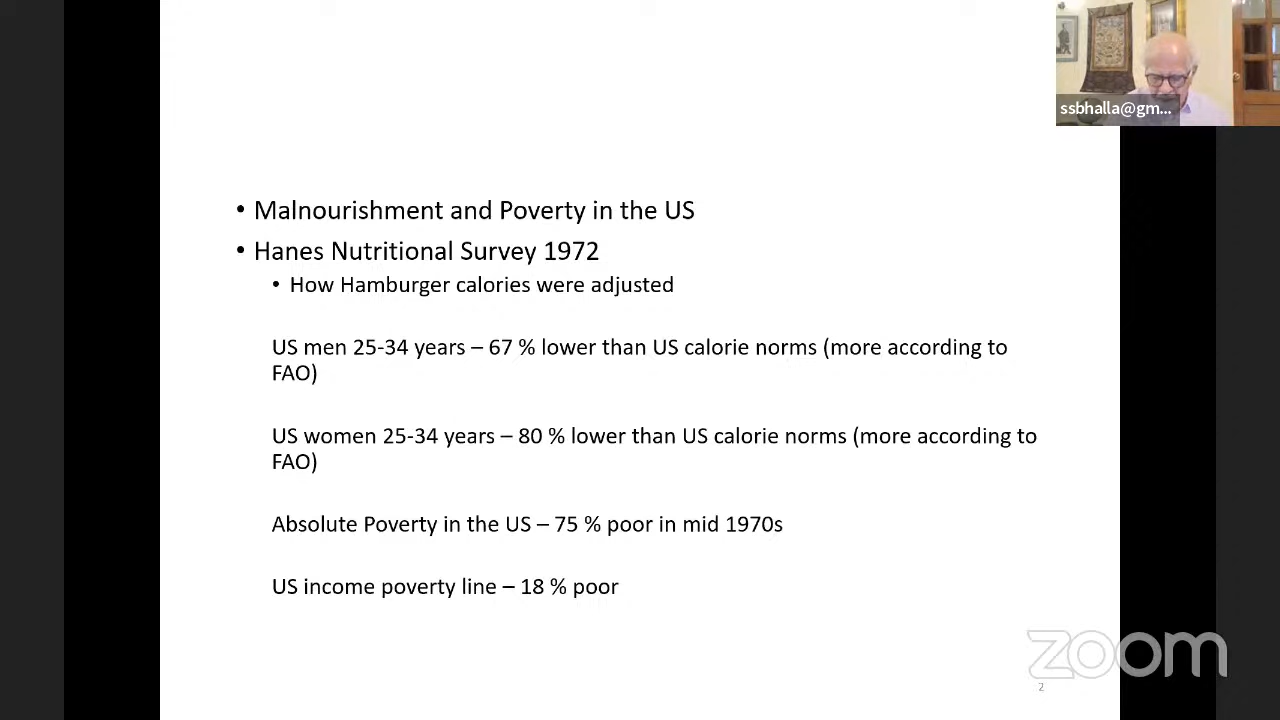 ssbhalla@gm...
• Malnourishment and Poverty in the US
• Hanes Nutritional Survey 1972
• How Hamburger calories were adjusted
US men 25-34 years – 67 % lower than US calorie norms (more according to
FAO)
US women 25-34 years – 80 % lower than US calorie norms (more according to
FAO)
Absolute Poverty in the US – 75 % poor in mid 1970s
US income poverty line – 18 % poor
zoom
2